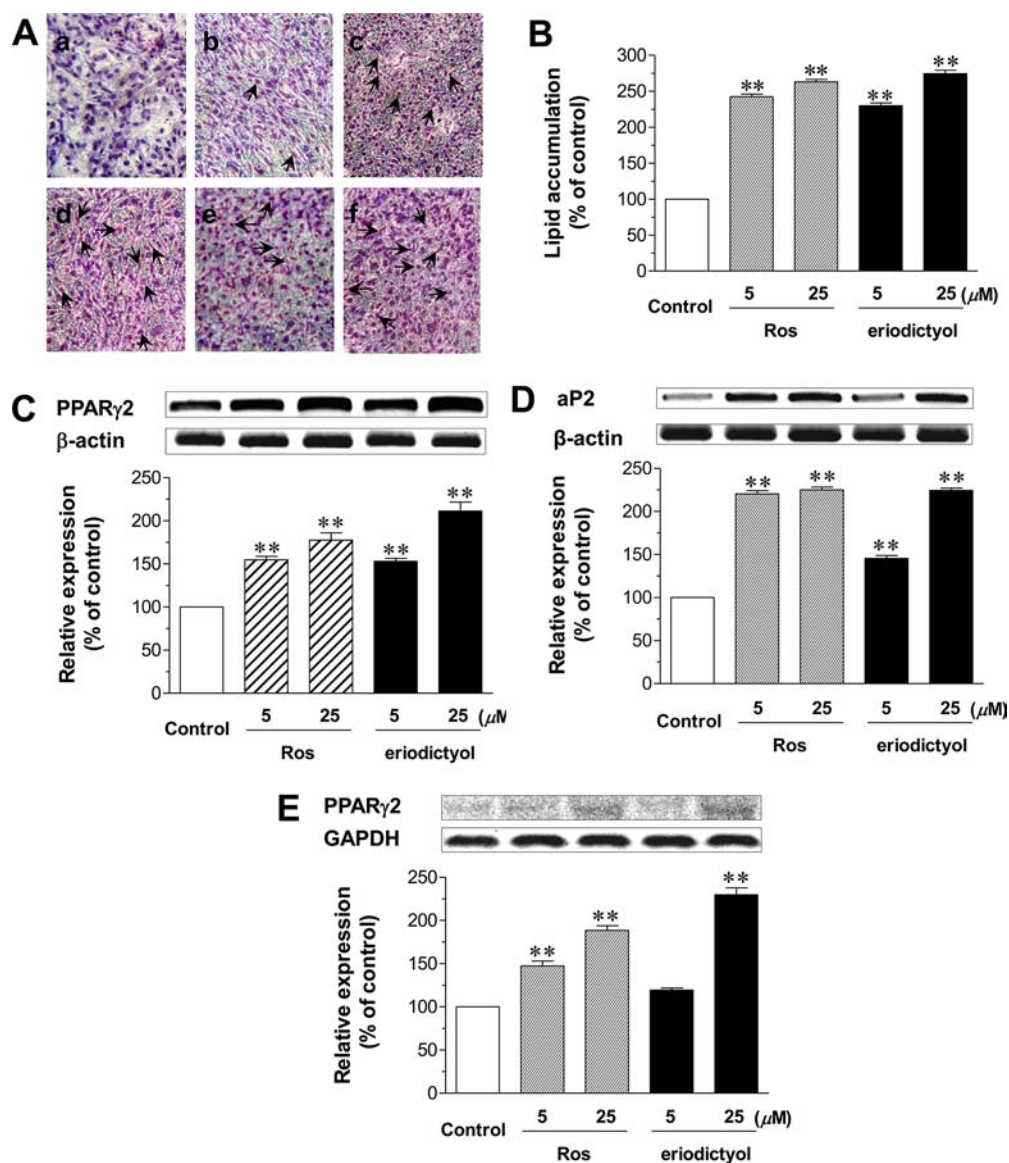 A
a
b
c
d
e
f
B
Lipid accumulation
(% of control)
300
250
200
150
100
50
0
**
**
**
**
Control
5
25
5
25 (μM)
Ros
eriodictyol
C
PPARγ2
β-actin
Relative expression
(% of control)
250
200
150
100
50
0
**
**
**
**
Control
5
25
5
25 (μM
Ros
eriodictyol
D
aP2
β-actin
Relative expression
(% of control)
250
200
150
100
50
0
**
**
**
**
Control
5
25
5
25 (μM)
Ros
eriodictyol
E
PPARγ2
GAPDH
Relative expression
(% of control)
250
200
150
100
50
0
**
**
**
Control
5
25
5
25 (μM)
Ros
eriodictyol